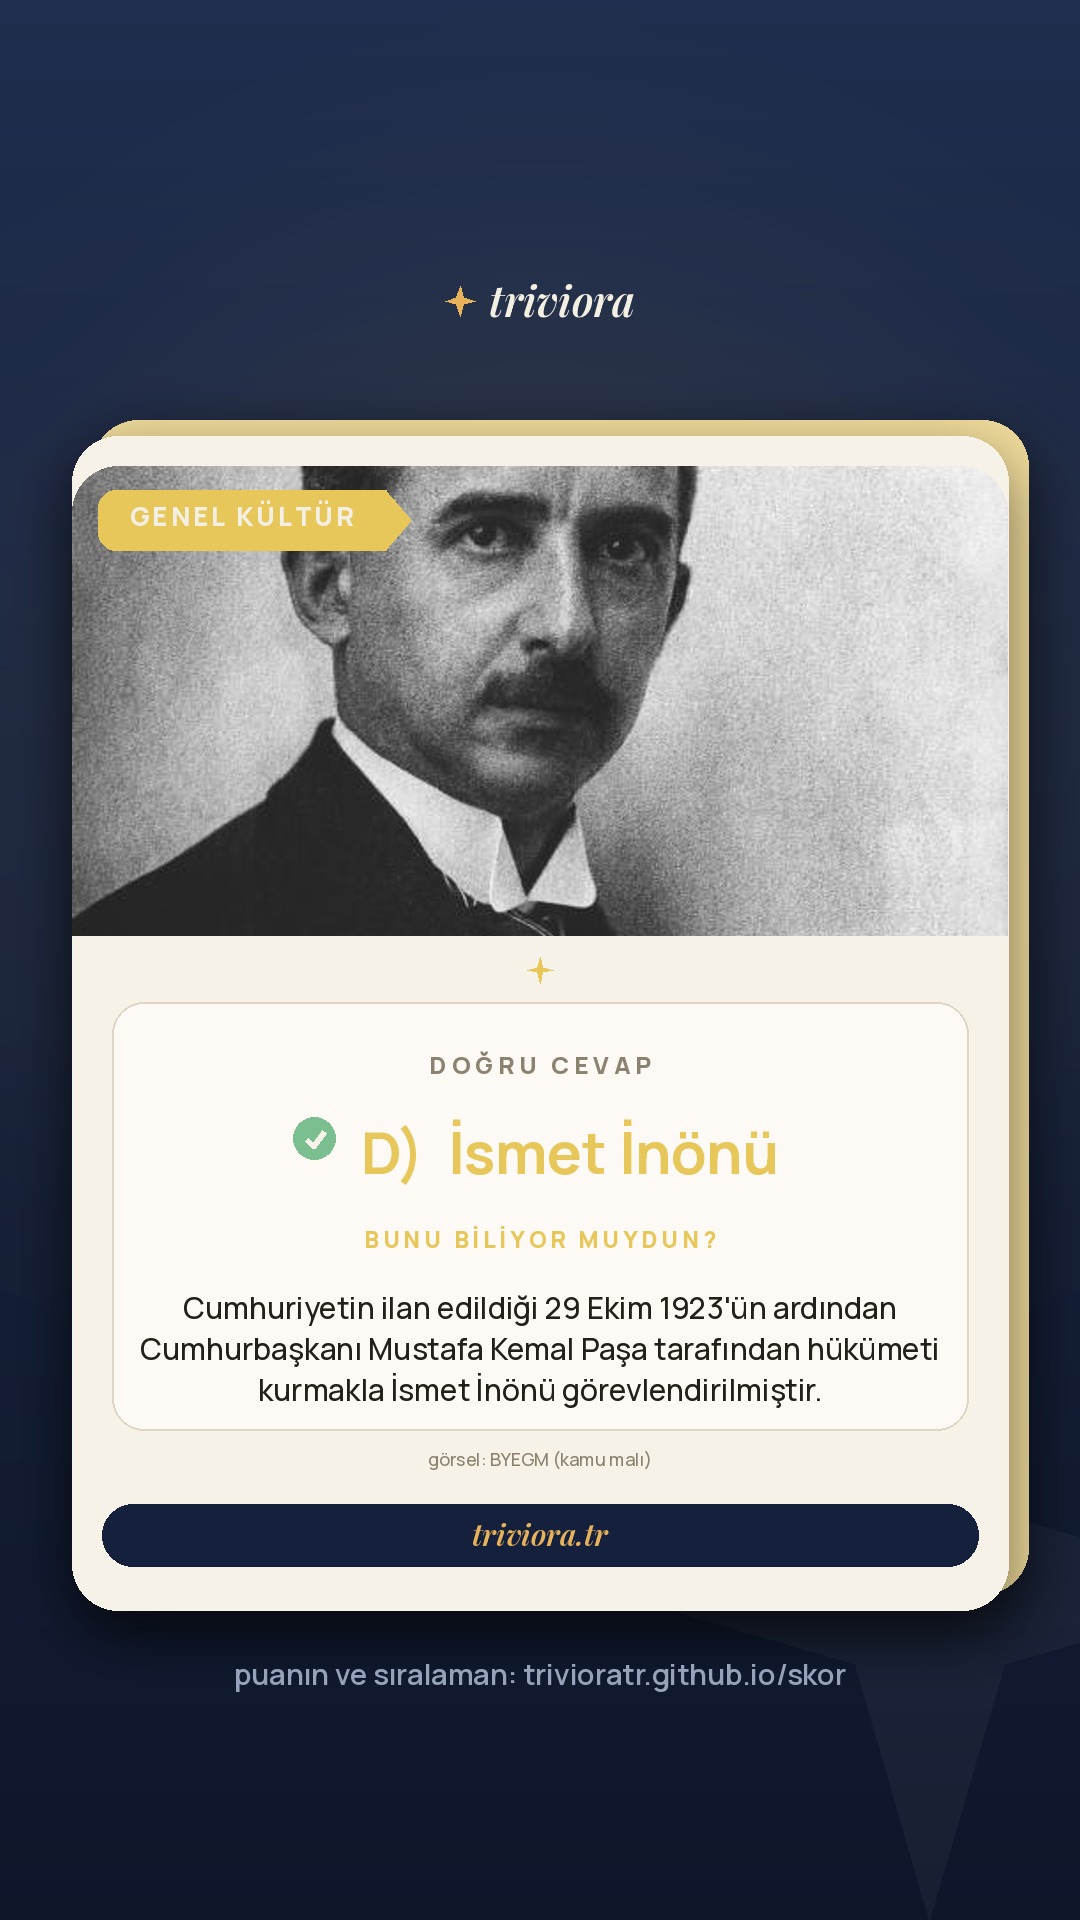 triviora
GENEL KÜLTÜR
DOĞRU CEVAP
D) İsmet İnönü
BUNU BİLİYOR MUYDUN?
Cumhuriyetin ilan edildiği 29 Ekim 1923'ün ardından
Cumhurbaşkanı Mustafa Kemal Paşa tarafından hükümeti
kurmakla İsmet İnönü görevlendirilmiştir.
görsel: BYEGM (kamu malı)
triviora.tr
puanın ve sıralaman: trivioratr.github.io/skor